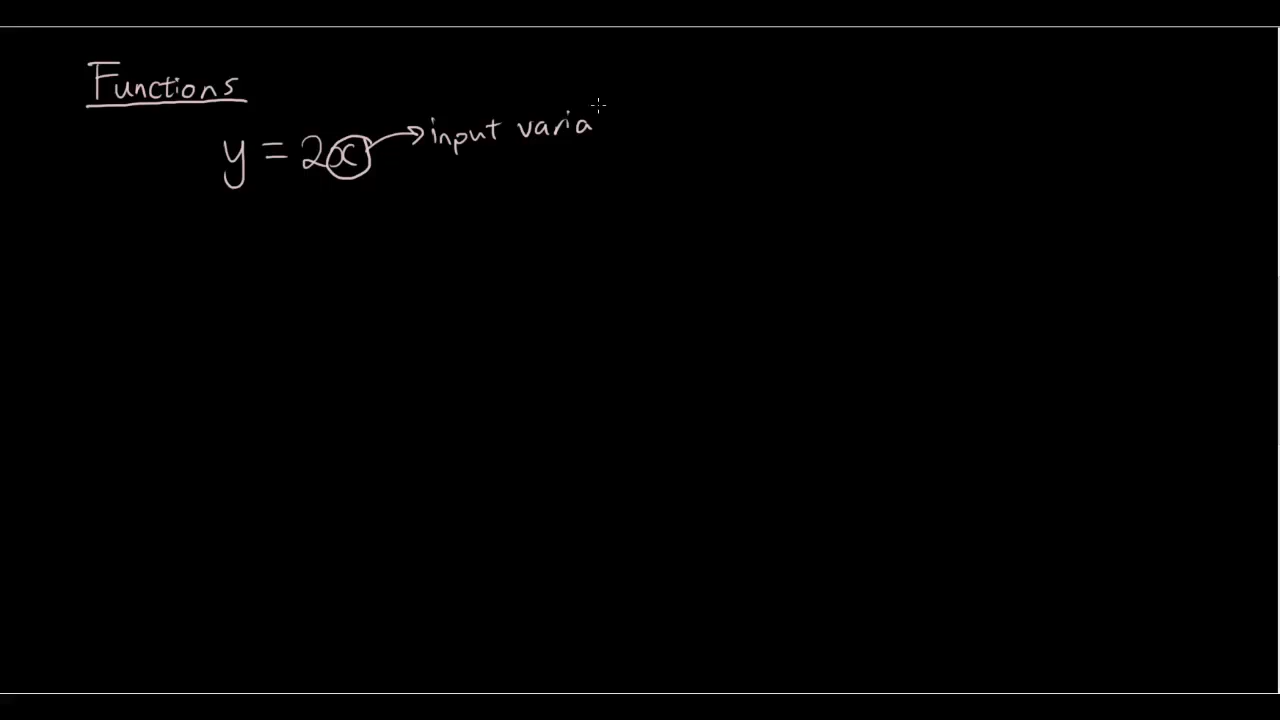 Functions
y = 2x → input varia